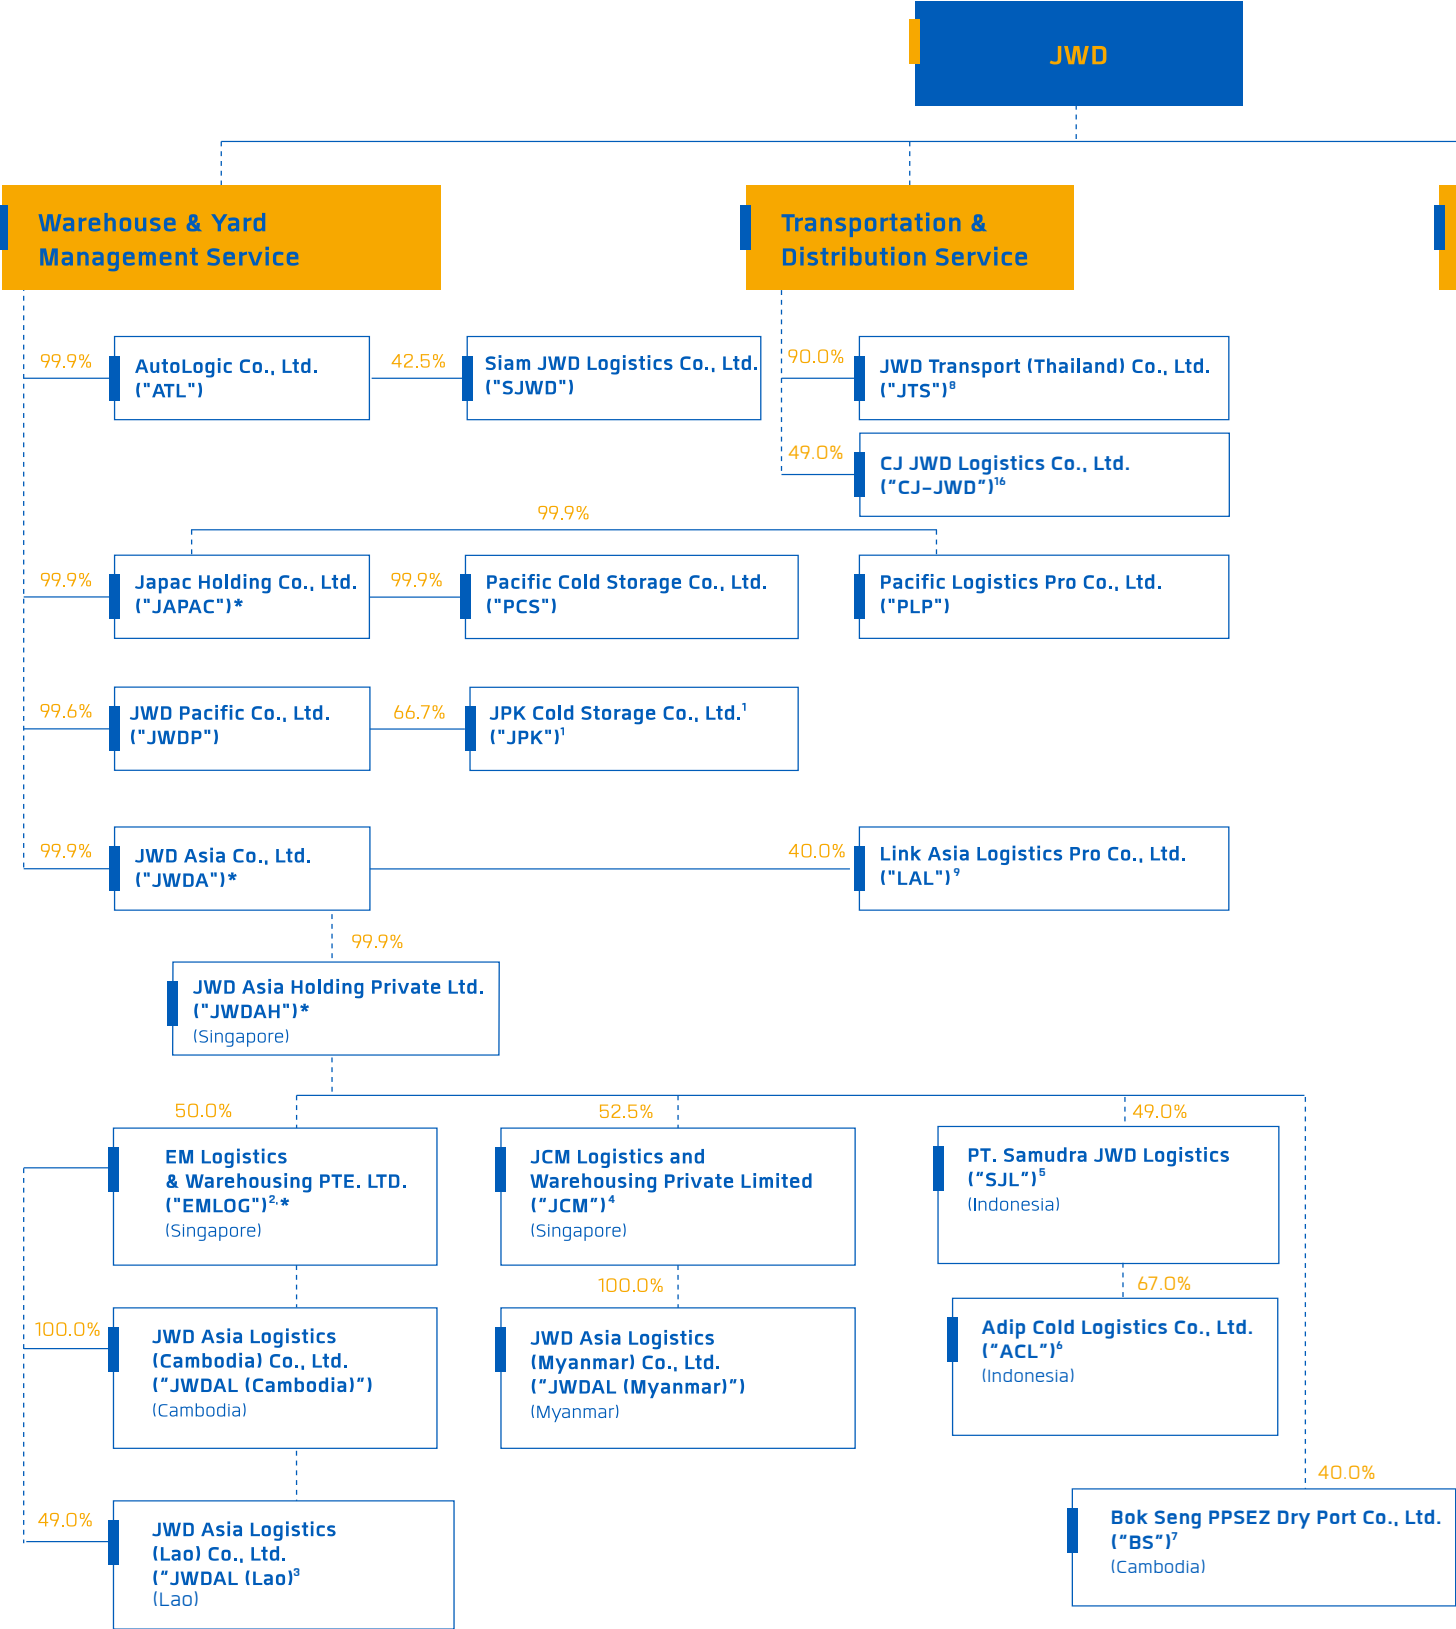 JWD
Warehouse & Yard
Management Service
Transportation &
Distribution Service
99.9%
AutoLogic Co., Ltd.
("ATL")
42.5%
Siam JWD Logistics Co., Ltd.
("SJWD")
90.0%
JWD Transport (Thailand) Co., Ltd.
("JTS")⁸
49.0%
CJ JWD Logistics Co., Ltd.
(“CJ-JWD”)¹⁶
99.9%
99.9%
Japac Holding Co., Ltd.
("JAPAC")*
99.9%
Pacific Cold Storage Co., Ltd.
("PCS")
Pacific Logistics Pro Co., Ltd.
("PLP")
99.6%
JWD Pacific Co., Ltd.
("JWDP")
66.7%
JPK Cold Storage Co., Ltd.¹
("JPK")¹
99.9%
JWD Asia Co., Ltd.
("JWDA")*
40.0%
Link Asia Logistics Pro Co., Ltd.
("LAL")⁹
99.9%
JWD Asia Holding Private Ltd.
("JWDAH")*
(Singapore)
50.0%
EM Logistics
& Warehousing PTE. LTD.
("EMLOG")²,*
(Singapore)
52.5%
JCM Logistics and
Warehousing Private Limited
(“JCM”)⁴
(Singapore)
49.0%
PT. Samudra JWD Logistics
(“SJL”)⁵
(Indonesia)
100.0%
JWD Asia Logistics
(Cambodia) Co., Ltd.
(“JWDAL (Cambodia)”)
(Cambodia)
100.0%
JWD Asia Logistics
(Myanmar) Co., Ltd.
(“JWDAL (Myanmar)”)
(Myanmar)
67.0%
Adip Cold Logistics Co., Ltd.
(“ACL”)⁶
(Indonesia)
49.0%
JWD Asia Logistics
(Lao) Co., Ltd.
(“JWDAL (Lao)³
(Lao)
40.0%
Bok Seng PPSEZ Dry Port Co., Ltd.
(“BS”)⁷
(Cambodia)